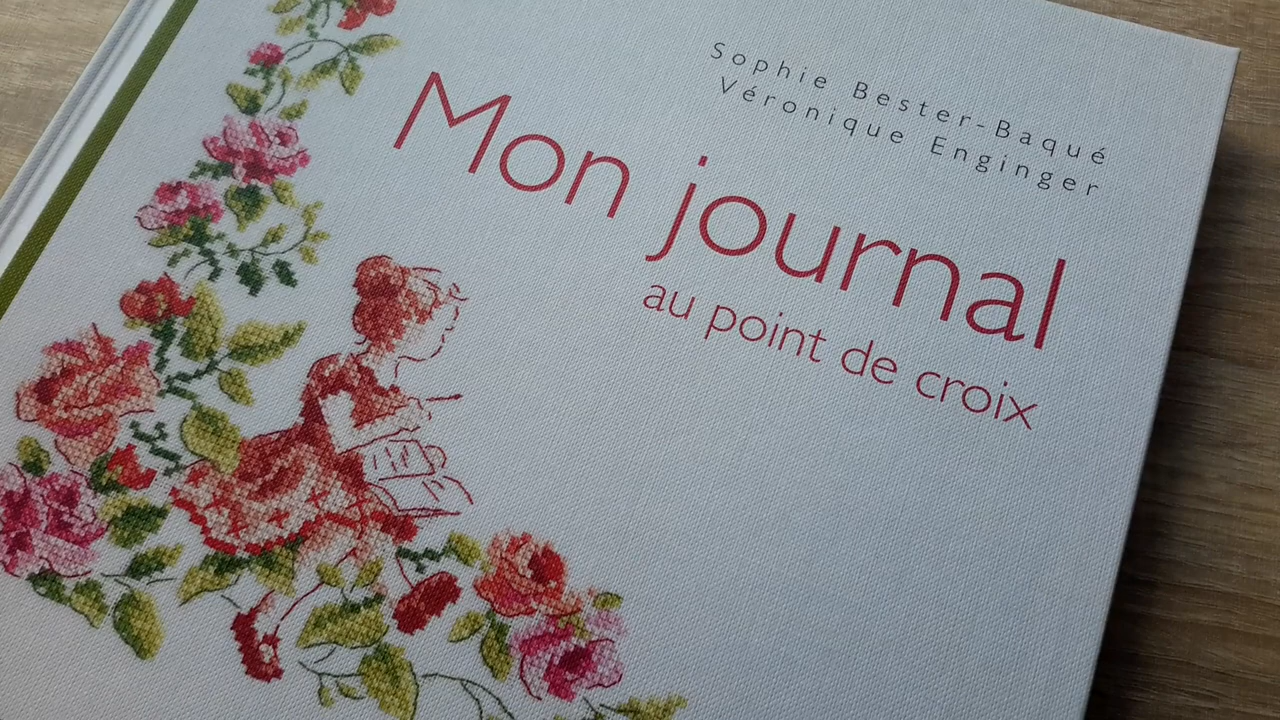 Sophie Bester-Baqué
Véronique Enginger
Mon journal
au point de croix